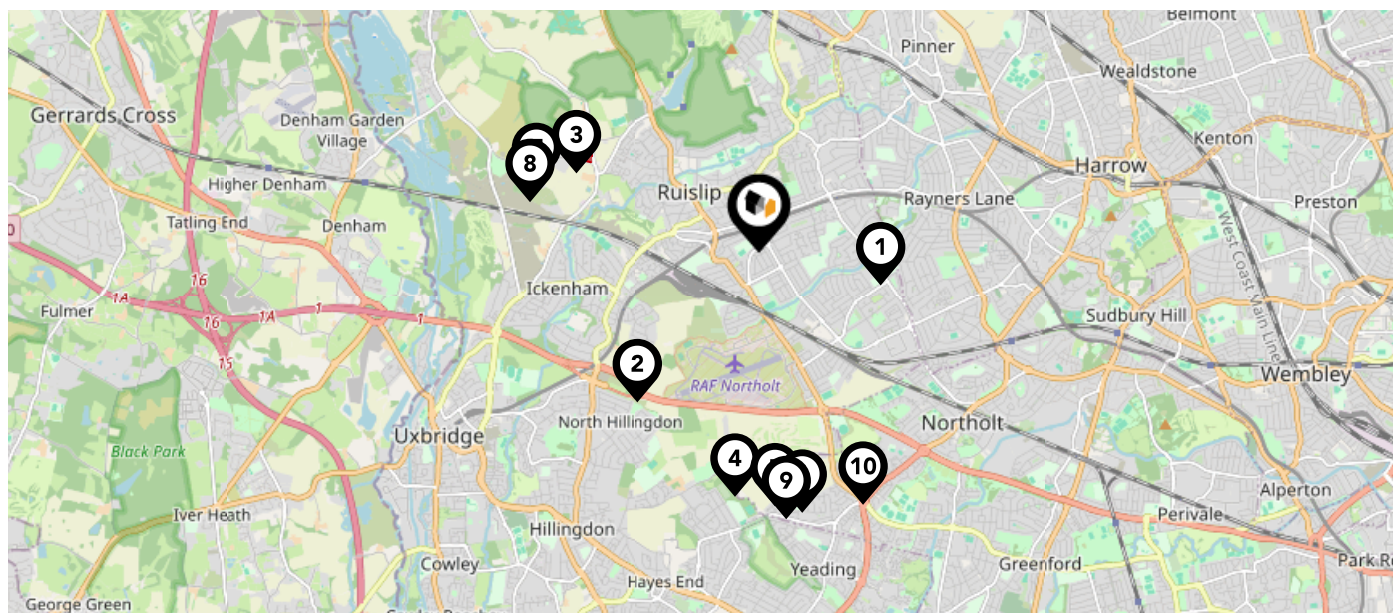 Belmont
Pinner
Wealdstone
Gerrards Cross
Denham Garden
Village
3
Kenton
8
Harrow
Higher Denham
Ruislip
Rayners Lane
Preston
Tatling End
Denham
1
West Coast Main Line
16
Ickenham
1A
Fulmer
16
1A
1
1
Sudbury Hill
15
2
RAF Northolt
Wembley
North Hillingdon
Northolt
Uxbridge
Black Park
4
9
10
Alperton
Iver Heath
Perivale
Hillingdon
Park R
Cowley
Yeading
Greenford
Hayes End
George Green